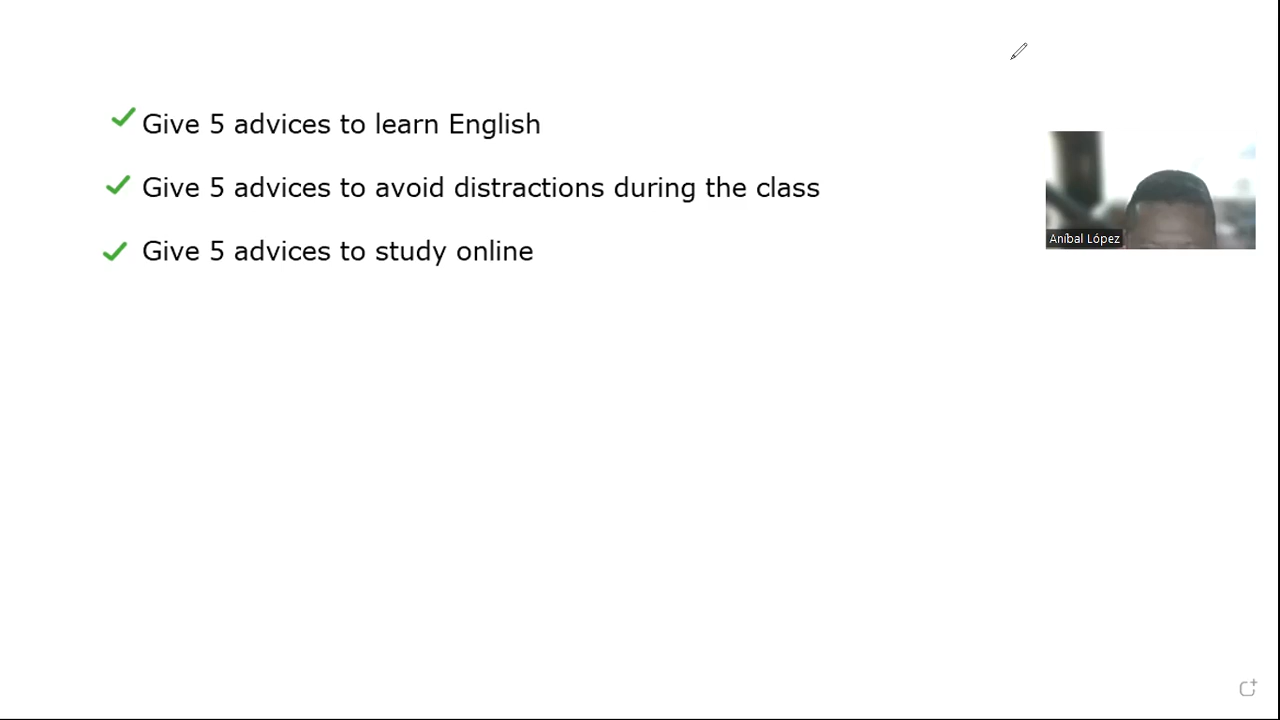 Give 5 advices to learn English
Give 5 advices to avoid distractions during the class
Aníbal López
Give 5 advices to study online